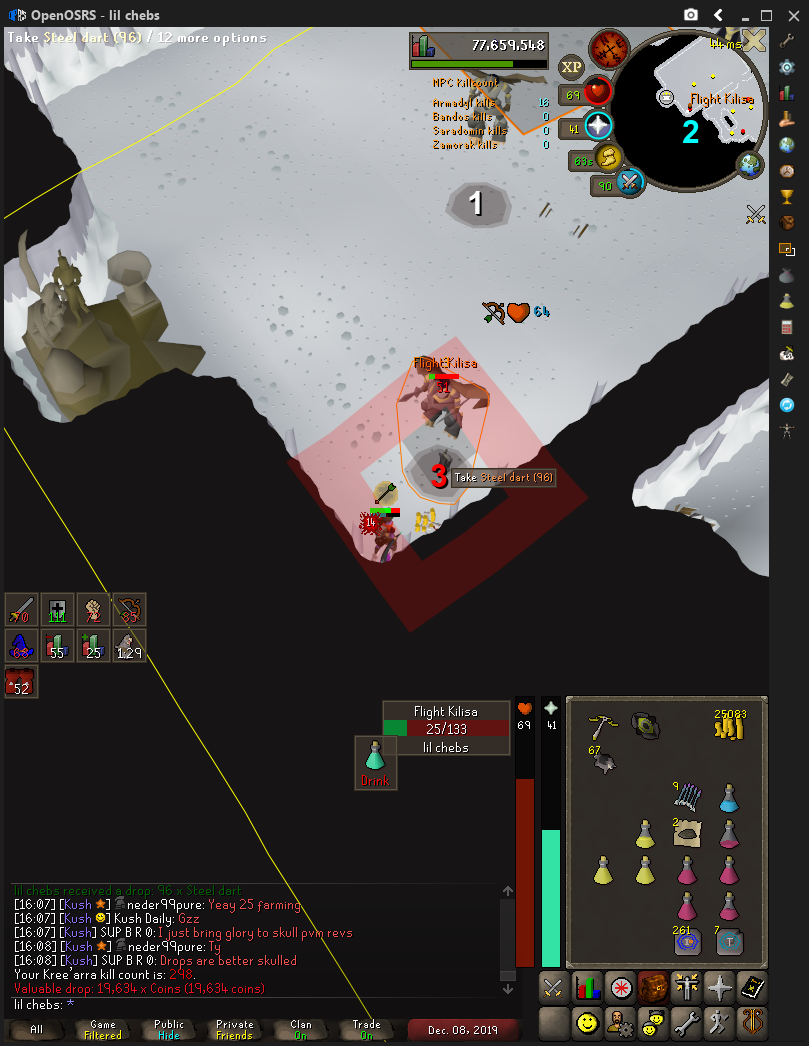 OpenOSRS - lil chebs
Take Steel dart (96) / 12 more options
77,659,548
XP
44 ms
NPC Killcount
Armadyl kills 16
Bandos kills 0
Saradomin kills 0
Zamorak kills 0
69
41
63s
90
Flight Kilisa
2
1
64
Flight Kilisa
31
3
Take Steel dart (96)
14
55
25
1:29
52
Flight Kilisa
25/133
lil chebs
Drink
69
41
25083
67
9
2
261
7
lil chebs received a drop: 96 x Steel dart
[16:07] [Kush] neder99pure: Yeay 25 farming
[16:07] [Kush] Kush Daily: Gzz
[16:07] [Kush] SUP B R 0: I just bring glory to skull pvm revs
[16:08] [Kush] neder99pure: Ty
[16:08] [Kush] SUP B R 0: Drops are better skulled
Your Kree'arra kill count is: 298.
Valuable drop: 19,634 x Coins (19,634 coins)
lil chebs: *
All
Game
Filtered
Public
Hide
Private
Friends
Clan
On
Trade
On
Dec. 08, 2019